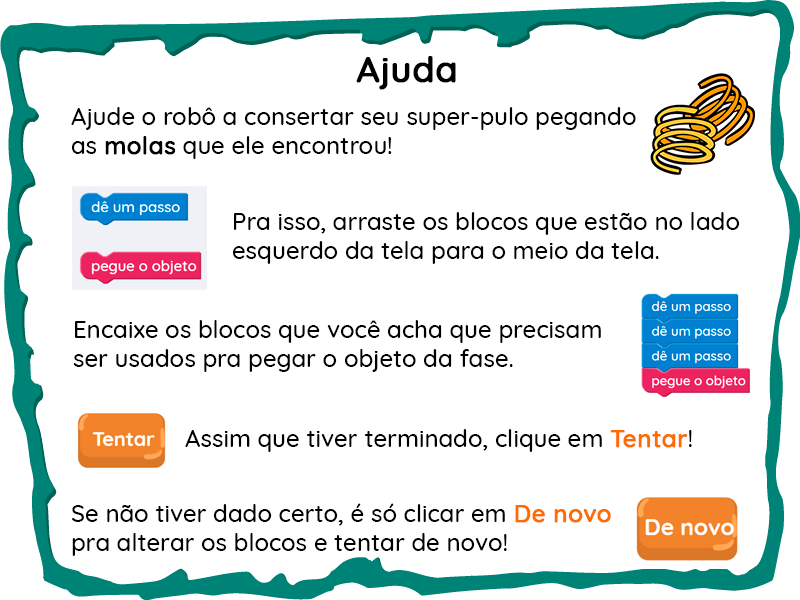 Ajuda
Ajude o robô a consertar seu super-pulo pegando
as molas que ele encontrou!
dê um passo
pegue o objeto
Pra isso, arraste os blocos que estão no lado
esquerdo da tela para o meio da tela.
Encaixe os blocos que você acha que precisam
ser usados pra pegar o objeto da fase.
dê um passo
dê um passo
dê um passo
pegue o objeto
Tentar
Assim que tiver terminado, clique em Tentar!
Se não tiver dado certo, é só clicar em De novo
pra alterar os blocos e tentar de novo!
De novo